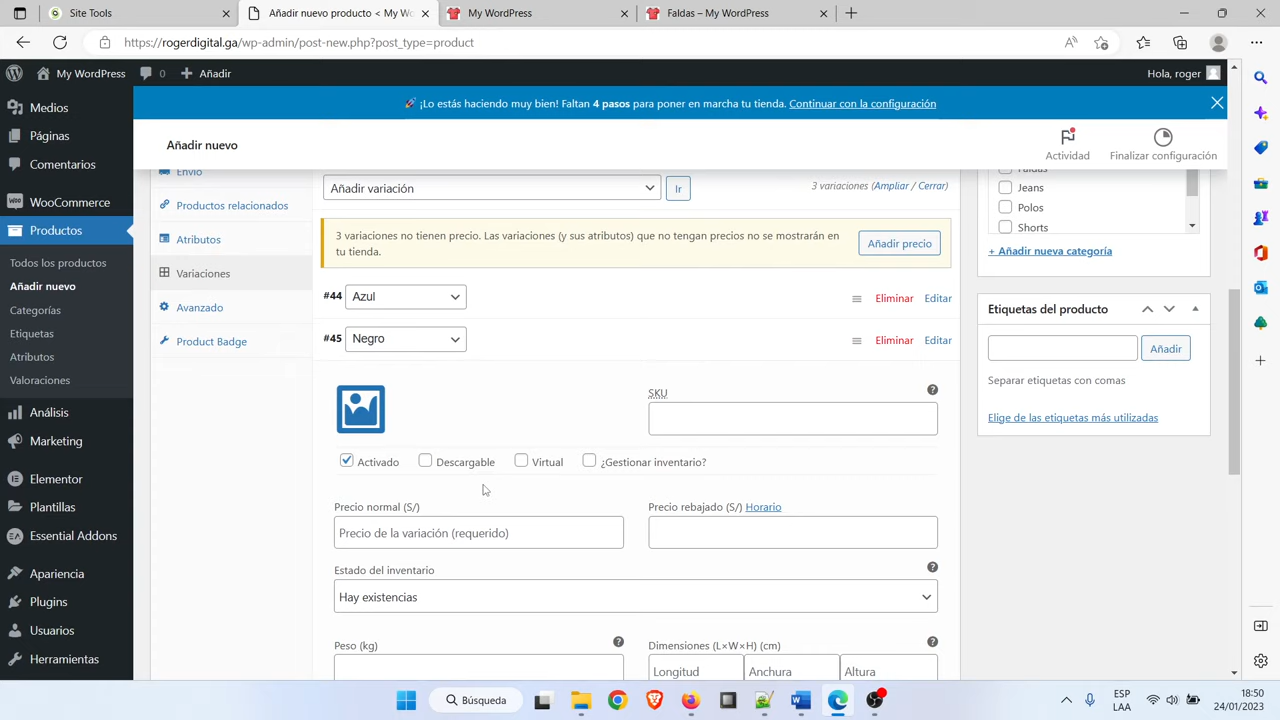 Site Tools
Añadir nuevo producto < My Wo
My WordPress
Faldas – My WordPress
https://rogerdigital.ga/wp-admin/post-new.php?post_type=product
My WordPress
0
Añadir
Hola, roger
🚀 ¡Lo estás haciendo muy bien! Faltan 4 pasos para poner en marcha tu tienda. Continuar con la configuración
Añadir nuevo
Actividad
Finalizar configuración
Medios
Páginas
Comentarios
WooCommerce
Productos
Todos los productos
Añadir nuevo
Categorías
Etiquetas
Atributos
Valoraciones
Análisis
Marketing
Elementor
Plantillas
Essential Addons
Apariencia
Plugins
Usuarios
Herramientas
Envío
Productos relacionados
Atributos
Variaciones
Avanzado
Product Badge
Añadir variación
Ir
3 variaciones (Ampliar / Cerrar)
3 variaciones no tienen precio. Las variaciones (y sus atributos) que no tengan precios no se mostrarán en
tu tienda.
Añadir precio
#44 Azul
Eliminar Editar
#45 Negro
Eliminar Editar
SKU
Activado Descargable Virtual ¿Gestionar inventario?
Precio normal (S/)
Precio de la variación (requerido)
Precio rebajado (S/) Horario
Estado del inventario
Hay existencias
Peso (kg)
Dimensiones (L×W×H) (cm)
Longitud Anchura Altura
Faldas
Jeans
Polos
Shorts
+ Añadir nueva categoría
Etiquetas del producto
Añadir
Separar etiquetas con comas
Elige de las etiquetas más utilizadas
Búsqueda
ESP
LAA
18:50
24/01/2023